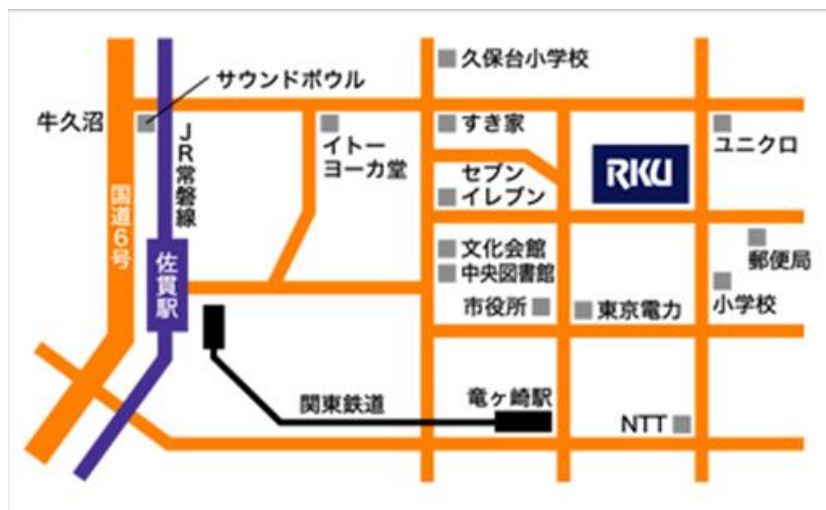 久保台小学校
サウンドボウル
牛久沼
JR常磐線
イトー
ヨーカ堂
すき家
ユニクロ
セブン
イレブン
RKU
国道6号
佐貫駅
文化会館
中央図書館
郵便局
市役所
東京電力
小学校
関東鉄道
竜ヶ崎駅
NTT